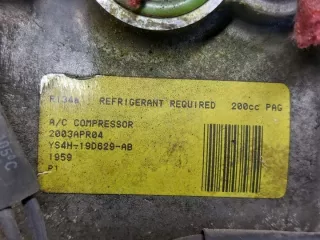 R134A REFRIGERANT REQUIRED 200cc PAG
A/C COMPRESSOR
2003APR04
YS4H-19D629-AB
1959
P1